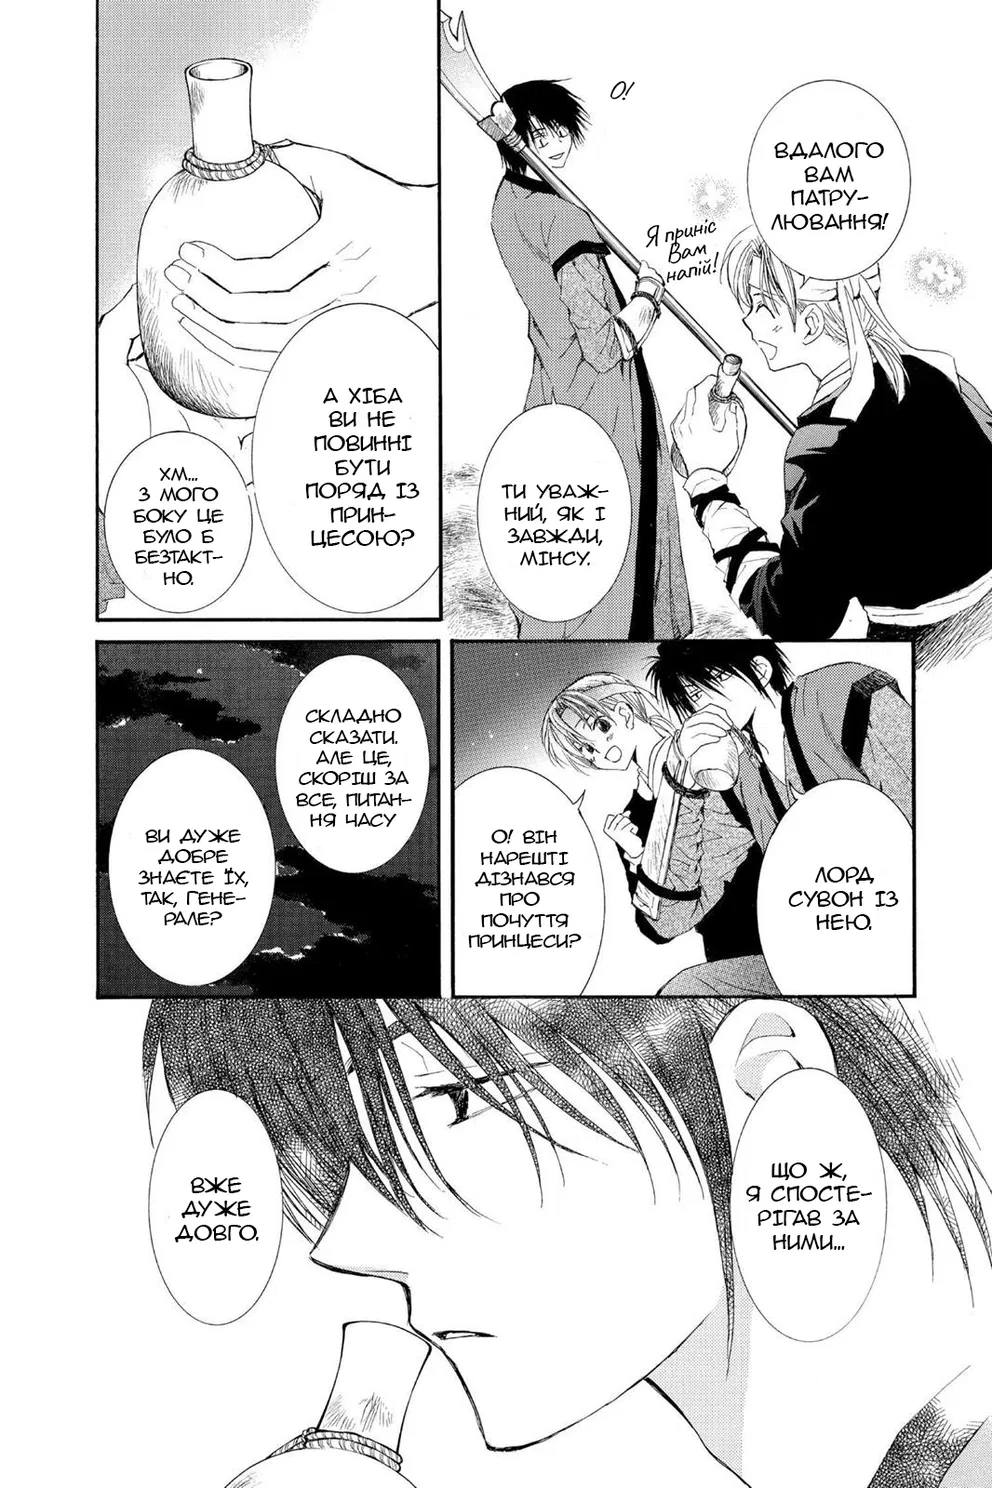 ВДАЛОГО
ВАМ
ПАТРУ-
ЛЮВАННЯ!
О!
Я приніс
Вам
напій!
ТИ УВАЖ-
НИЙ, ЯК І
ЗАВЖДИ,
МІНСУ.
А ХІБА
ВИ НЕ
ПОВИННІ
БУТИ
ПОРЯД ІЗ
ПРИН-
ЦЕСОЮ?
ХМ...
З МОГО
БОКУ ЦЕ
БУЛО Б
БЕЗТАКТ-
НО.
ЛОРД
СУВОН ІЗ
НЕЮ.
О! ВІН
НАРЕШТІ
ДІЗНАВСЯ
ПРО
ПОЧУТТЯ
ПРИНЦЕСИ?
СКЛАДНО
СКАЗАТИ.
АЛЕ ЦЕ,
СКОРІШ ЗА
ВСЕ, ПИТАН-
НЯ ЧАСУ
ВИ ДУЖЕ
ДОБРЕ
ЗНАЄТЕ ЇХ,
ТАК, ГЕНЕ-
РАЛЕ?
ЩО Ж,
Я СПОСТЕ-
РІГАВ ЗА
НИМИ...
ВЖЕ
ДУЖЕ
ДОВГО.